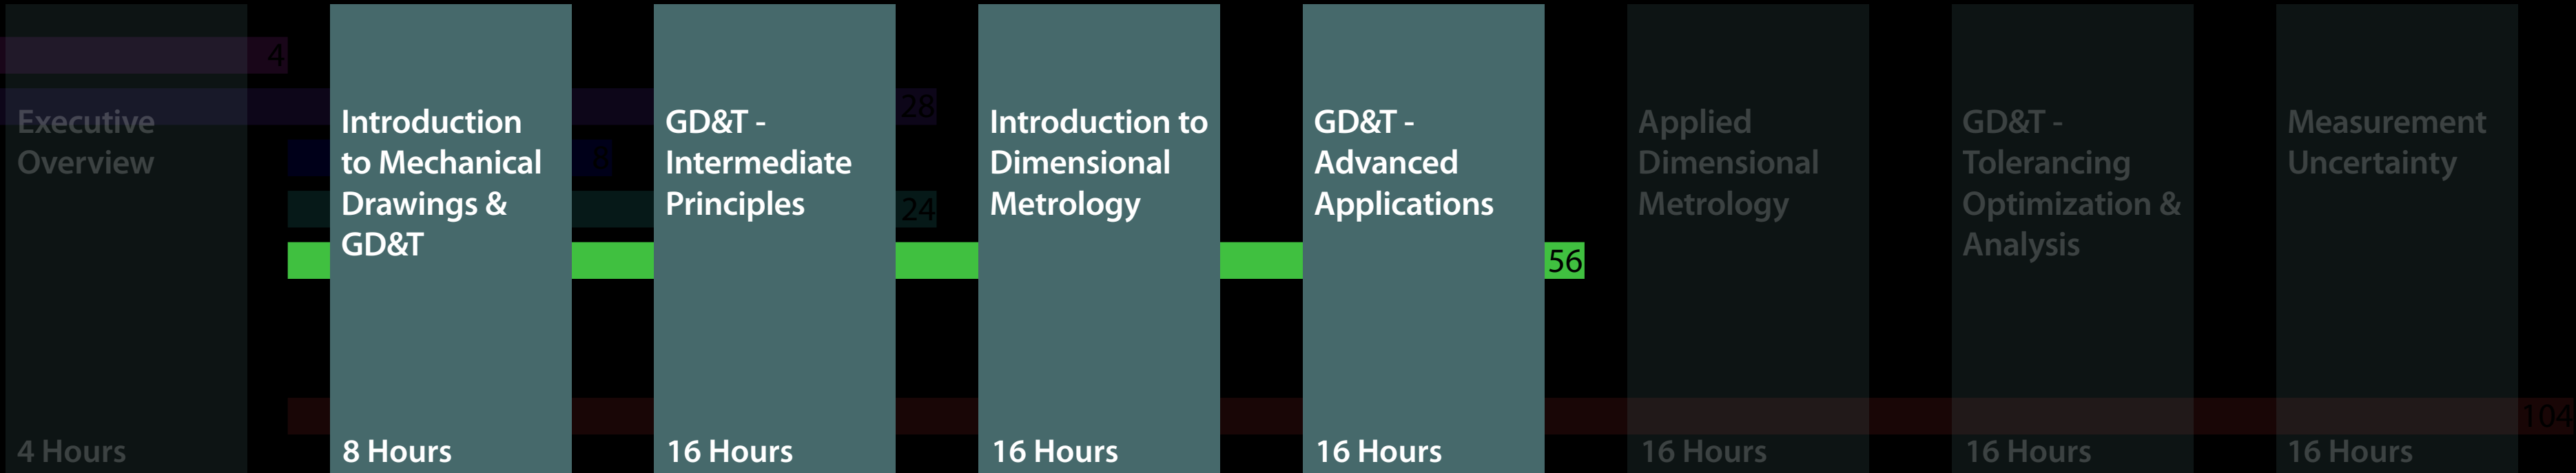 4
Executive
Overview
4 Hours
Introduction
to Mechanical
Drawings &
GD&T
8 Hours
8
GD&T -
Intermediate
Principles
16 Hours
28
24
Introduction to
Dimensional
Metrology
16 Hours
GD&T -
Advanced
Applications
16 Hours
56
Applied
Dimensional
Metrology
16 Hours
GD&T -
Tolerancing
Optimization &
Analysis
16 Hours
Measurement
Uncertainty
16 Hours
104